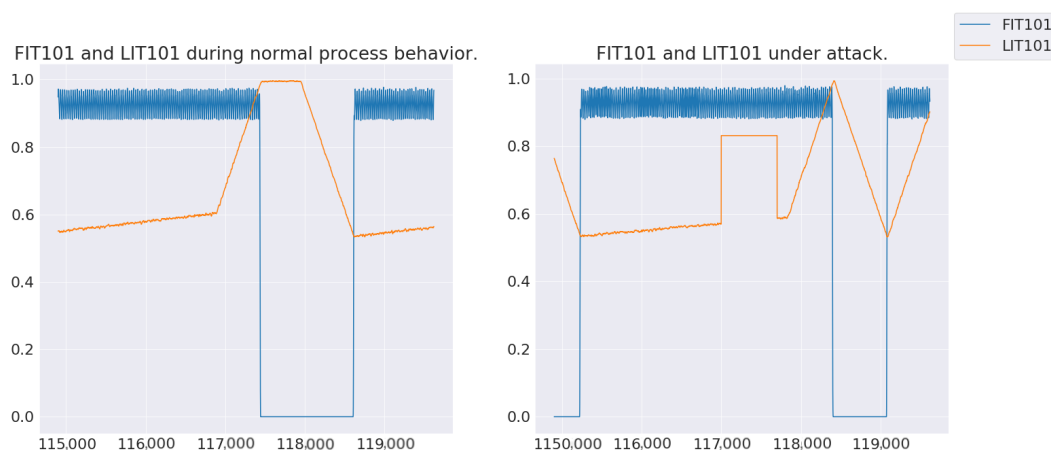 FIT101
LIT101
FIT101 and LIT101 during normal process behavior.
1.0
0.8
0.6
0.4
0.2
0.0
115,000 116,000 117,000 118,000 119,000
FIT101 and LIT101 under attack.
1.0
0.8
0.6
0.4
0.2
0.0
1150,000 116,000 117,000 118,000 119,000